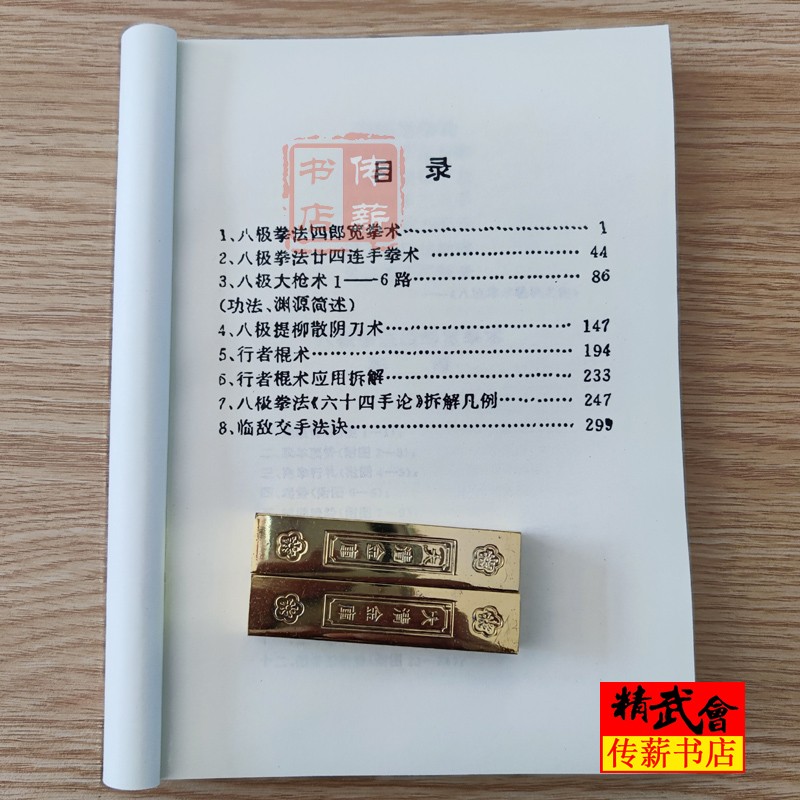 书店
传薪
目 录
1、八极拳法四郎宽拳术 1
2、八极拳法廿四连手拳术 44
3、八极大枪术1——6路 86
(功法、渊源简述)
4、八极提柳散阴刀术 147
5、行者棍术 194
6、行者棍术应用拆解 233
7、八极拳法《六十四手论》拆解凡例 247
8、临敌交手法诀 299
大清金库
大清金库
精武會
传薪书店